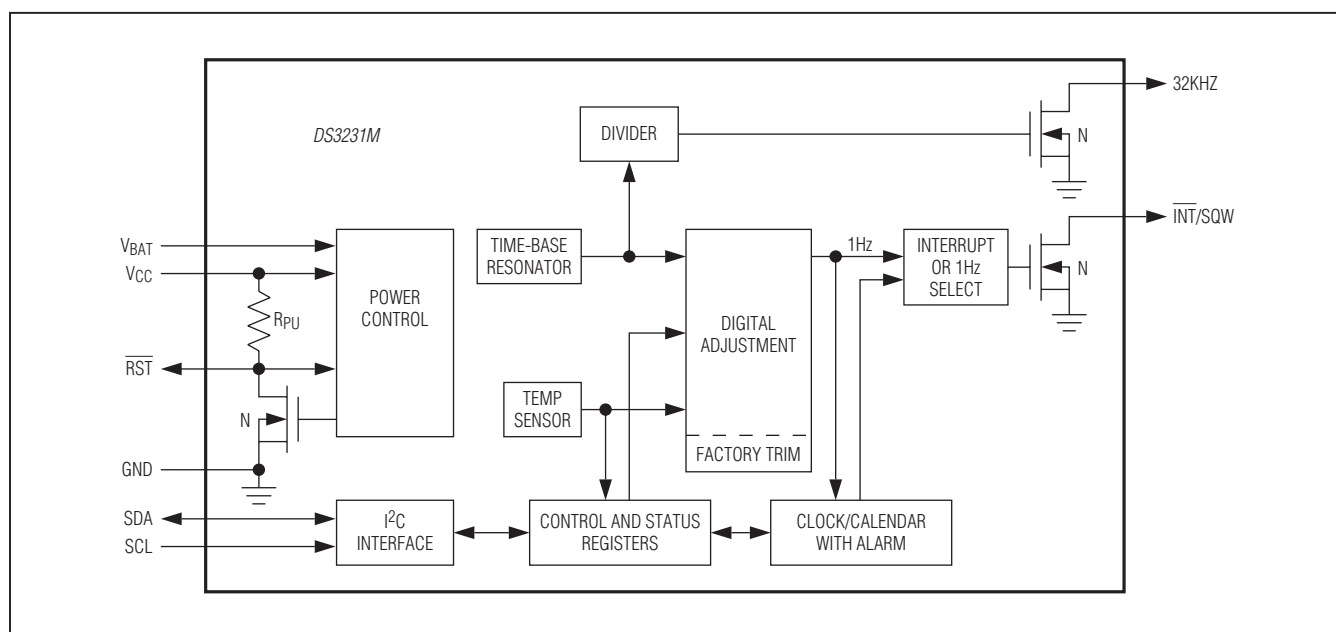 32KHZ
DS3231M
DIVIDER
N
INT/SQW
VBAT
VCC
RPU
RST
N
GND
SDA
SCL
POWER
CONTROL
TIME-BASE
RESONATOR
TEMP
SENSOR
DIGITAL
ADJUSTMENT
FACTORY TRIM
1Hz
INTERRUPT
OR 1Hz
SELECT
N
I²C
INTERFACE
CONTROL AND STATUS
REGISTERS
CLOCK/CALENDAR
WITH ALARM